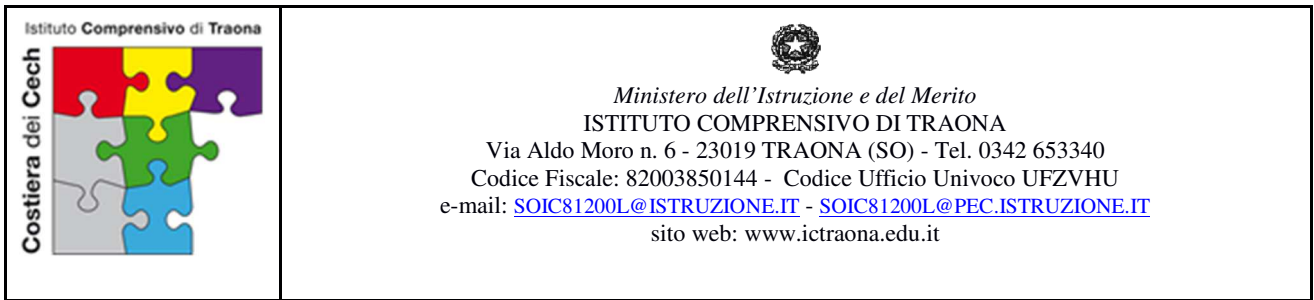 Istituto Comprensivo di Traona
Costiera dei Cech
Ministero dell'Istruzione e del Merito
ISTITUTO COMPRENSIVO DI TRAONA
Via Aldo Moro n. 6 - 23019 TRAONA (SO) - Tel. 0342 653340
Codice Fiscale: 82003850144 - Codice Ufficio Univoco UFZVHU
e-mail: SOIC81200L@ISTRUZIONE.IT - SOIC81200L@PEC.ISTRUZIONE.IT
sito web: www.ictraona.edu.it